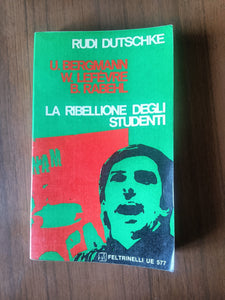 RUDI DUTSCHKE
U. BERGMANN
W. LEFÈVRE
B. RABEHL
LA RIBELLIONE DEGLI
STUDENTI
FELTRINELLI UE 577